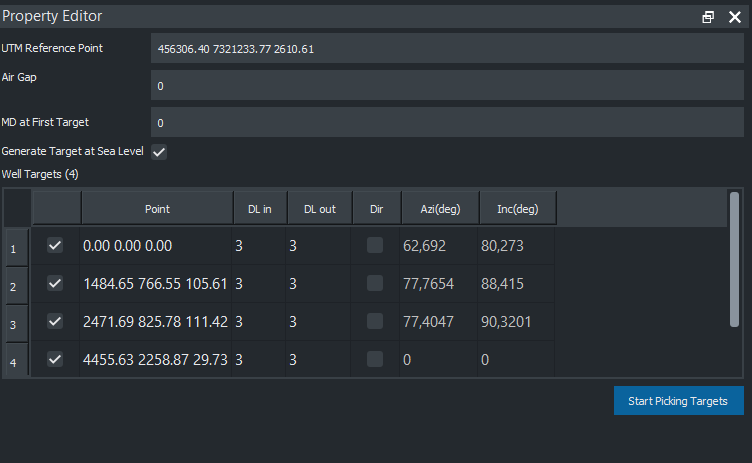 Property Editor
UTM Reference Point 456306.40 7321233.77 2610.61
Air Gap 0
MD at First Target 0
Generate Target at Sea Level
Well Targets (4)
Point DL in DL out Dir Azi(deg) Inc(deg)
1 0.00 0.00 0.00 3 3 62,692 80,273
2 1484.65 766.55 105.61 3 3 77,7654 88,415
3 2471.69 825.78 111.42 3 3 77,4047 90,3201
4 4455.63 2258.87 29.73 3 3 0 0
Start Picking Targets